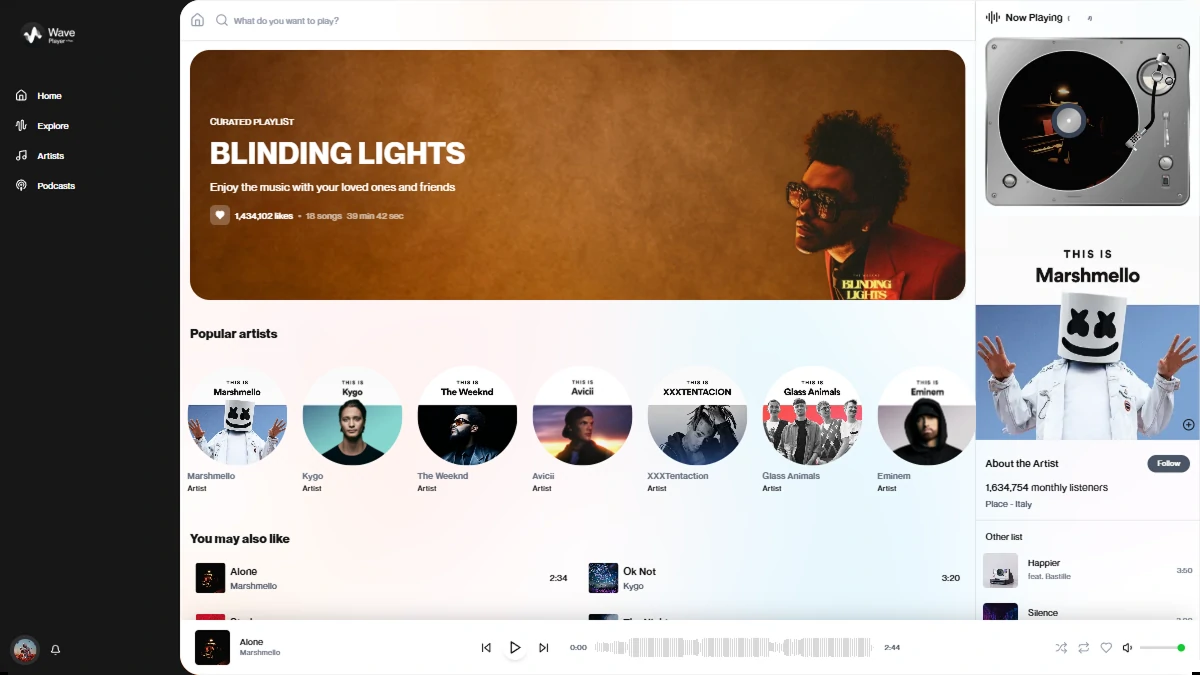 Wave
Player
Home
Explore
Artists
Podcasts
What do you want to play?
CURATED PLAYLIST
BLINDING LIGHTS
Enjoy the music with your loved ones and friends
1,434,102 likes • 18 songs 39 min 42 sec
THE WEEKND
BLINDING
LIGHTS
Popular artists
THIS IS
Marshmello
Marshmello
Artist
THIS IS
Kygo
Kygo
Artist
THIS IS
The Weeknd
The Weeknd
Artist
THIS IS
Avicii
Avicii
Artist
THIS IS
XXXTENTACION
XXXTentaction
Artist
THIS IS
Glass Animals
Glass Animals
Artist
THIS IS
Eminem
Eminem
Artist
You may also like
Alone
Marshmello
2:34
Ok Not
Kygo
3:20
Now Playing
THIS IS
Marshmello
About the Artist
Follow
1,634,754 monthly listeners
Place - Italy
Other list
Happier
feat. Bastille
3:50
Silence
Alone
Marshmello
0:00
2:44